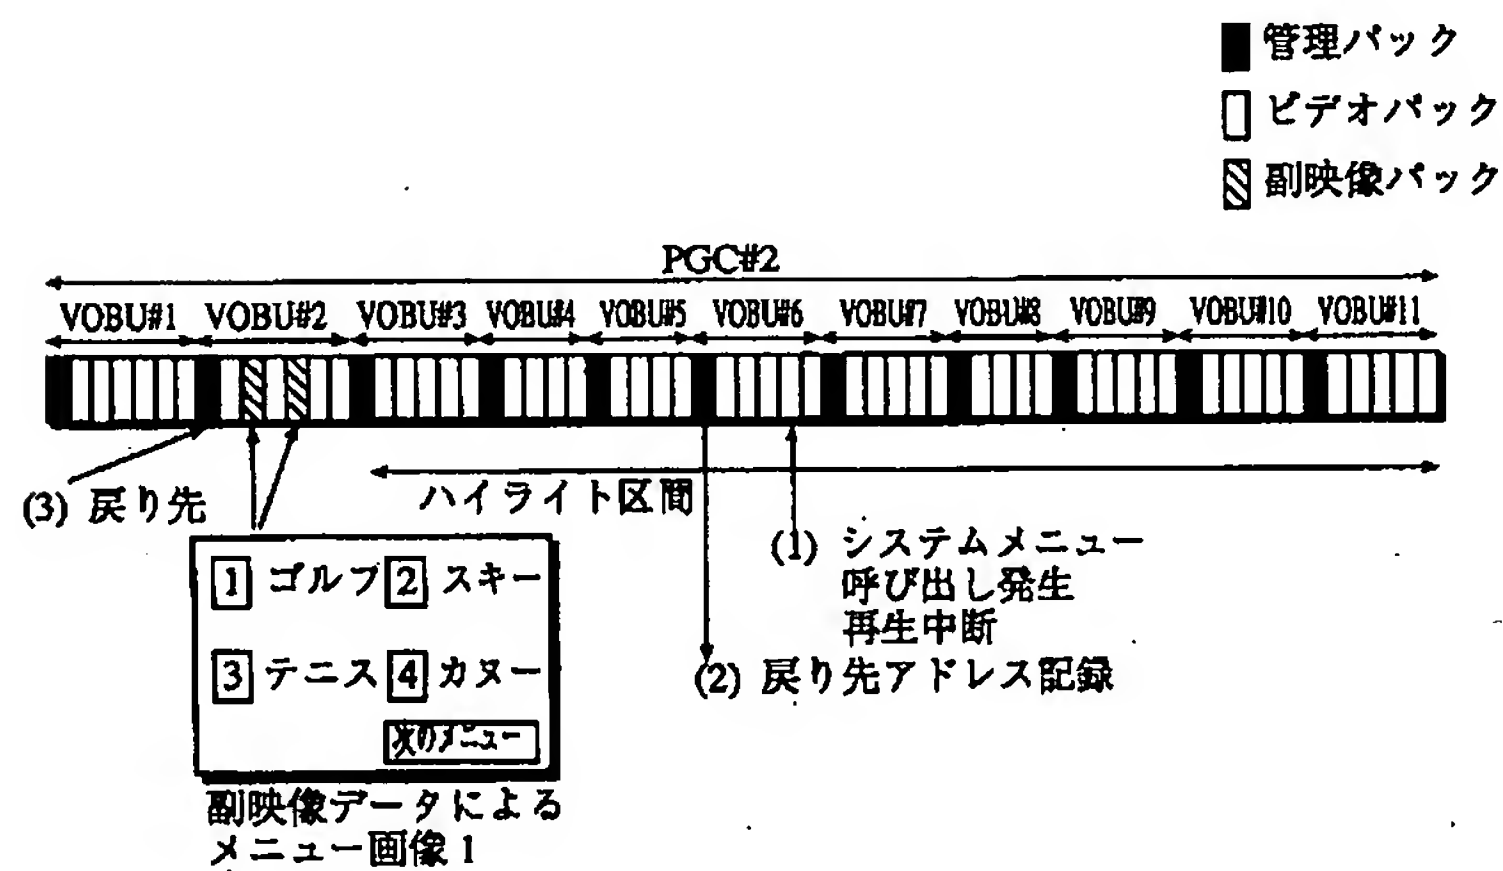 管理パック
ビデオパック
副映像パック
PGC#2
VOBU#1 VOBU#2 VOBU#3 VOBU#4 VOBU#5 VOBU#6 VOBU#7 VOBU#8 VOBU#9 VOBU#10 VOBU#11
(3) 戻り先
ハイライト区間
(1) システムメニュー
呼び出し発生
再生中断
(2) 戻り先アドレス記録
1 ゴルフ 2 スキー
3 テニス 4 カヌー
次のメニュー
副映像データによる
メニュー画像 1